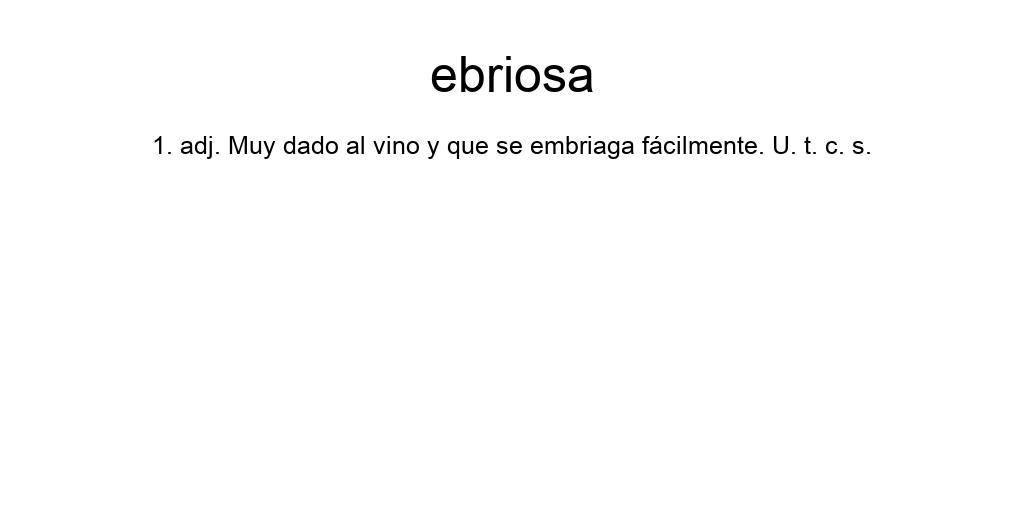 ebriosa
1. adj. Muy dado al vino y que se embriaga fácilmente. U. t. c. s.